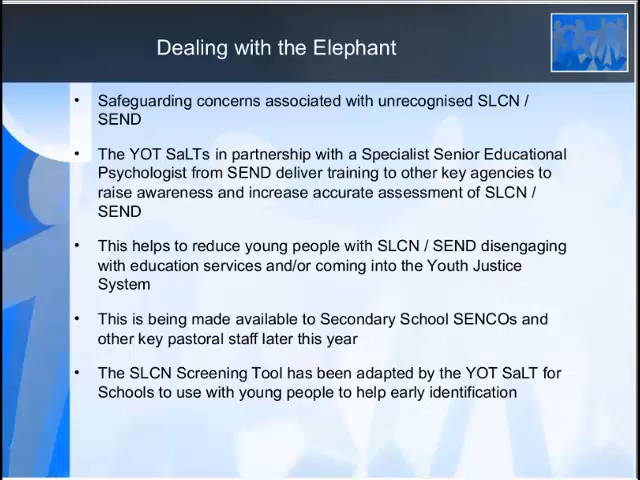 Dealing with the Elephant
• Safeguarding concerns associated with unrecognised SLCN /
SEND
• The YOT SaLTs in partnership with a Specialist Senior Educational
Psychologist from SEND deliver training to other key agencies to
raise awareness and increase accurate assessment of SLCN /
SEND
• This helps to reduce young people with SLCN / SEND disengaging
with education services and/or coming into the Youth Justice
System
• This is being made available to Secondary School SENCOs and
other key pastoral staff later this year
• The SLCN Screening Tool has been adapted by the YOT SaLT for
Schools to use with young people to help early identification